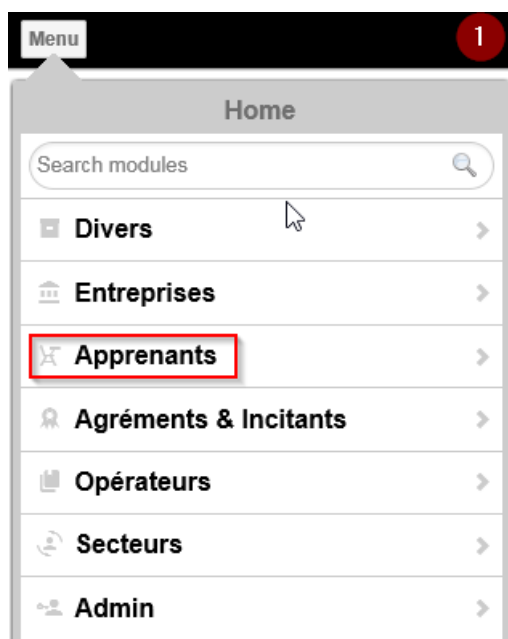 Menu
1
Home
Search modules
Divers
Entreprises
Apprenants
Agréments & Incitants
Opérateurs
Secteurs
Admin